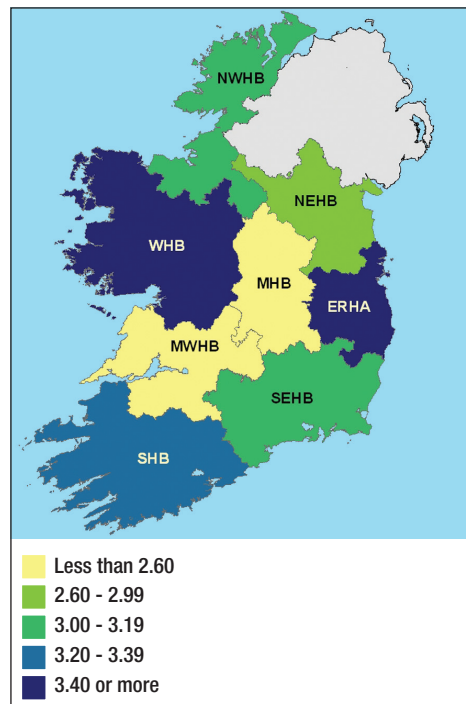 NWHB
NEHB
WHB
MHB
ERHA
MWHB
SEHB
SHB
Less than 2.60
2.60 - 2.99
3.00 - 3.19
3.20 - 3.39
3.40 or more